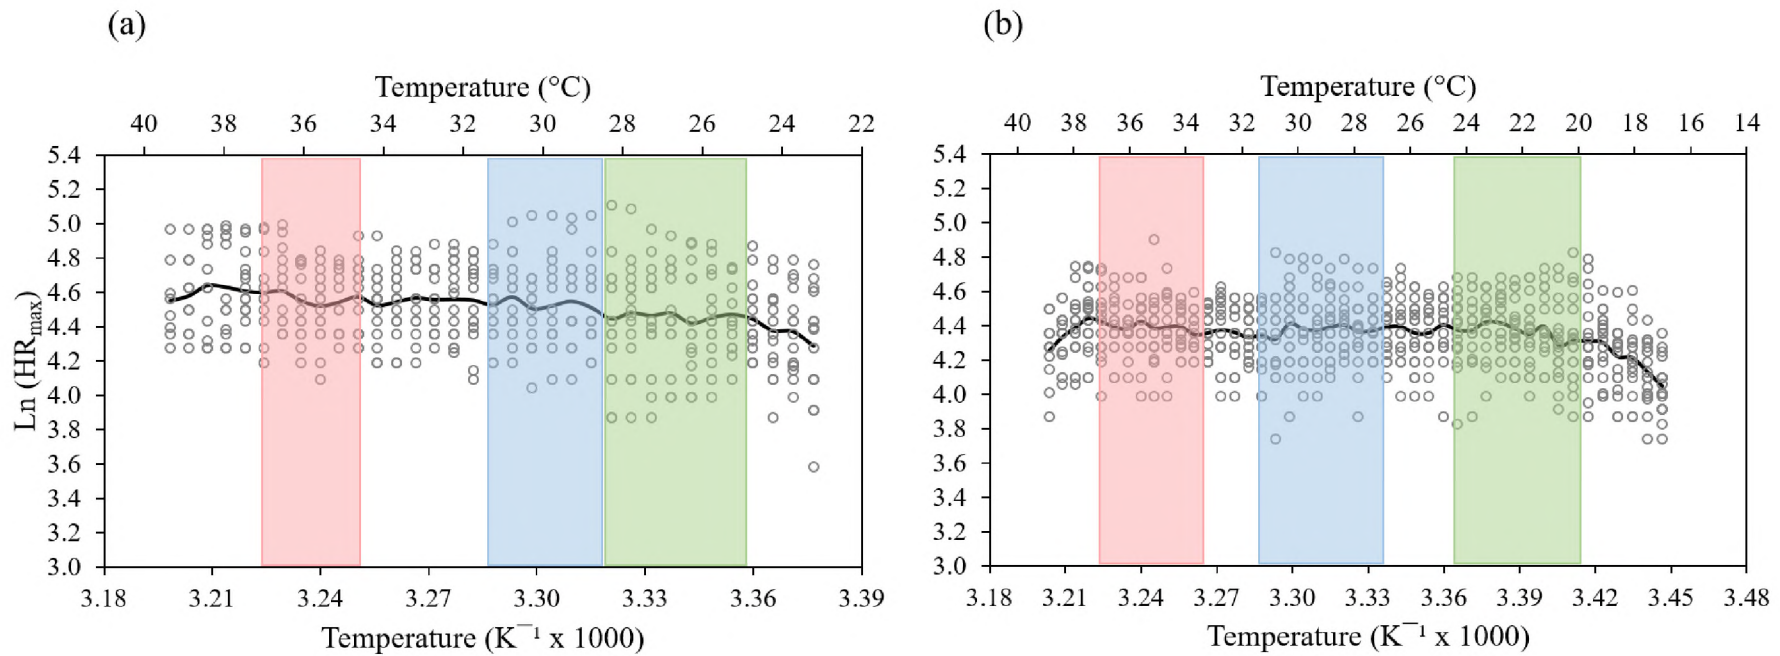 (a)
Temperature (°C)
40 38 36 34 32 30 28 26 24 22
5.4
5.2
5.0
4.8
4.6
4.4
4.2
4.0
3.8
3.6
3.4
3.2
3.0
Ln (HRmax)
3.18 3.21 3.24 3.27 3.30 3.33 3.36 3.39
Temperature (K⁻¹ x 1000)
(b)
Temperature (°C)
40 38 36 34 32 30 28 26 24 22 20 18 16 14
5.4
5.2
5.0
4.8
4.6
4.4
4.2
4.0
3.8
3.6
3.4
3.2
3.0
3.18 3.21 3.24 3.27 3.30 3.33 3.36 3.39 3.42 3.45 3.48
Temperature (K⁻¹ x 1000)